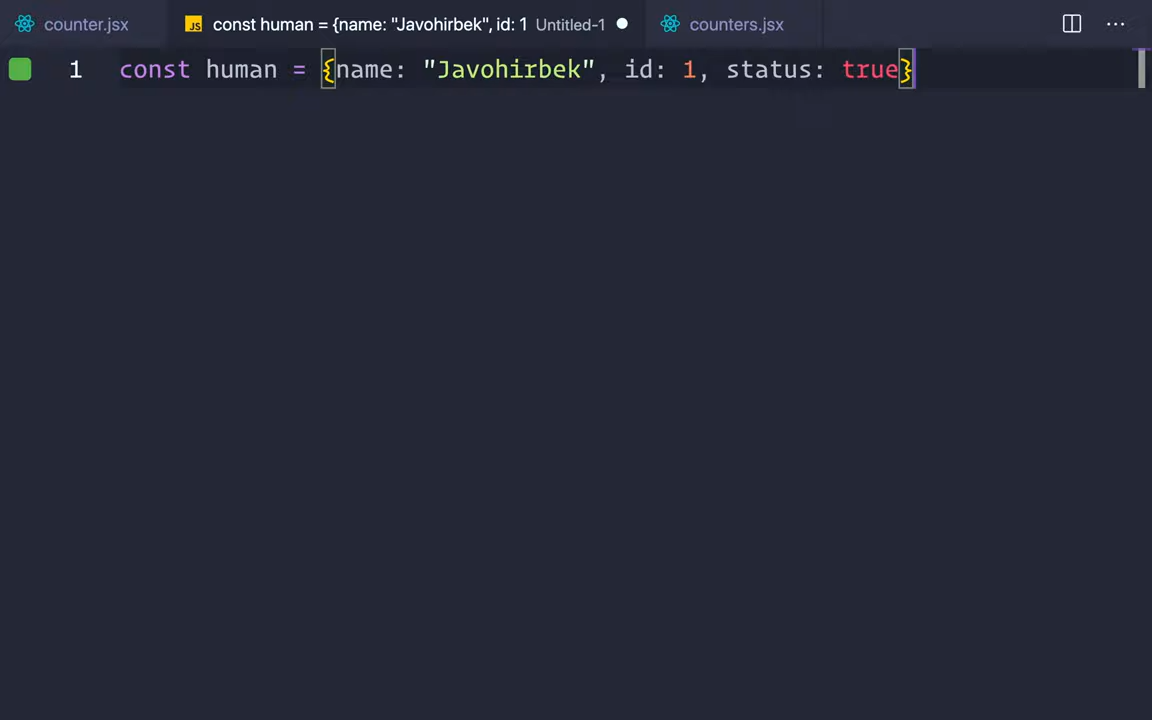 counter.jsx
JS const human = {name: "Javohirbek", id: 1 Untitled-1
counters.jsx
1 const human = {name: "Javohirbek", id: 1, status: true}